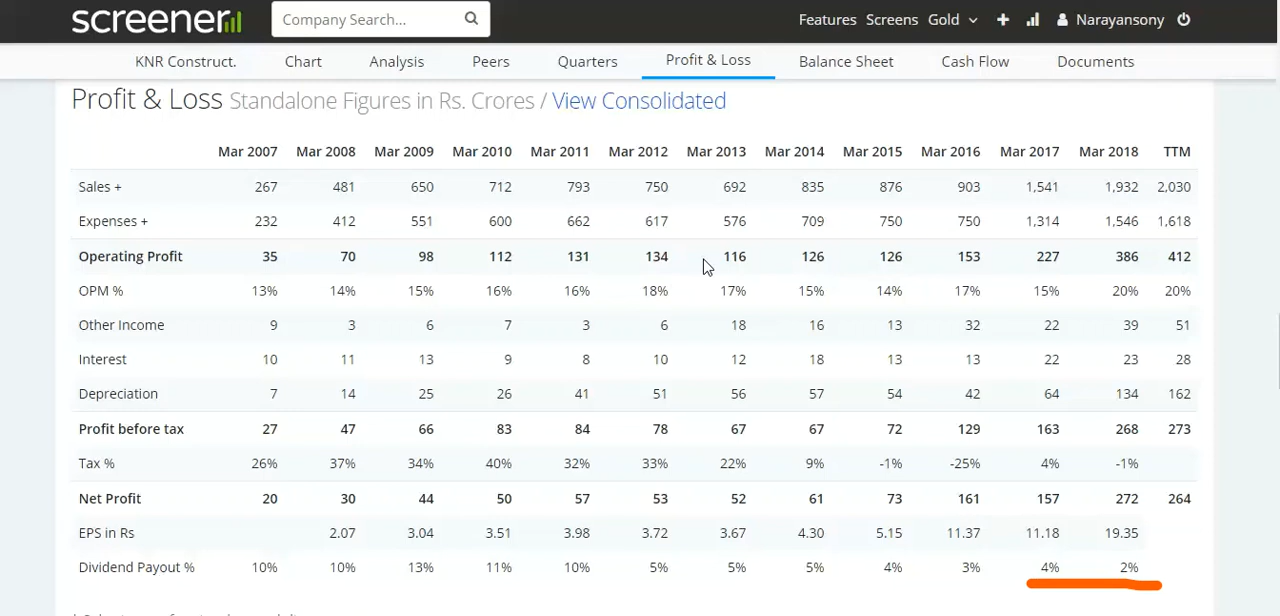 screener Company Search... Features Screens Gold + Narayansony
KNR Construct. Chart Analysis Peers Quarters Profit & Loss Balance Sheet Cash Flow Documents
Profit & Loss Standalone Figures in Rs. Crores / View Consolidated
Mar 2007 Mar 2008 Mar 2009 Mar 2010 Mar 2011 Mar 2012 Mar 2013 Mar 2014 Mar 2015 Mar 2016 Mar 2017 Mar 2018 TTM
Sales + 267 481 650 712 793 750 692 835 876 903 1,541 1,932 2,030
Expenses + 232 412 551 600 662 617 576 709 750 750 1,314 1,546 1,618
Operating Profit 35 70 98 112 131 134 116 126 126 153 227 386 412
OPM % 13% 14% 15% 16% 16% 18% 17% 15% 14% 17% 15% 20% 20%
Other Income 9 3 6 7 3 6 18 16 13 32 22 39 51
Interest 10 11 13 9 8 10 12 18 13 13 22 23 28
Depreciation 7 14 25 26 41 51 56 57 54 42 64 134 162
Profit before tax 27 47 66 83 84 78 67 67 72 129 163 268 273
Tax % 26% 37% 34% 40% 32% 33% 22% 9% -1% -25% 4% -1%
Net Profit 20 30 44 50 57 53 52 61 73 161 157 272 264
EPS in Rs 2.07 3.04 3.51 3.98 3.72 3.67 4.30 5.15 11.37 11.18 19.35
Dividend Payout % 10% 10% 13% 11% 10% 5% 5% 5% 4% 3% 4% 2%